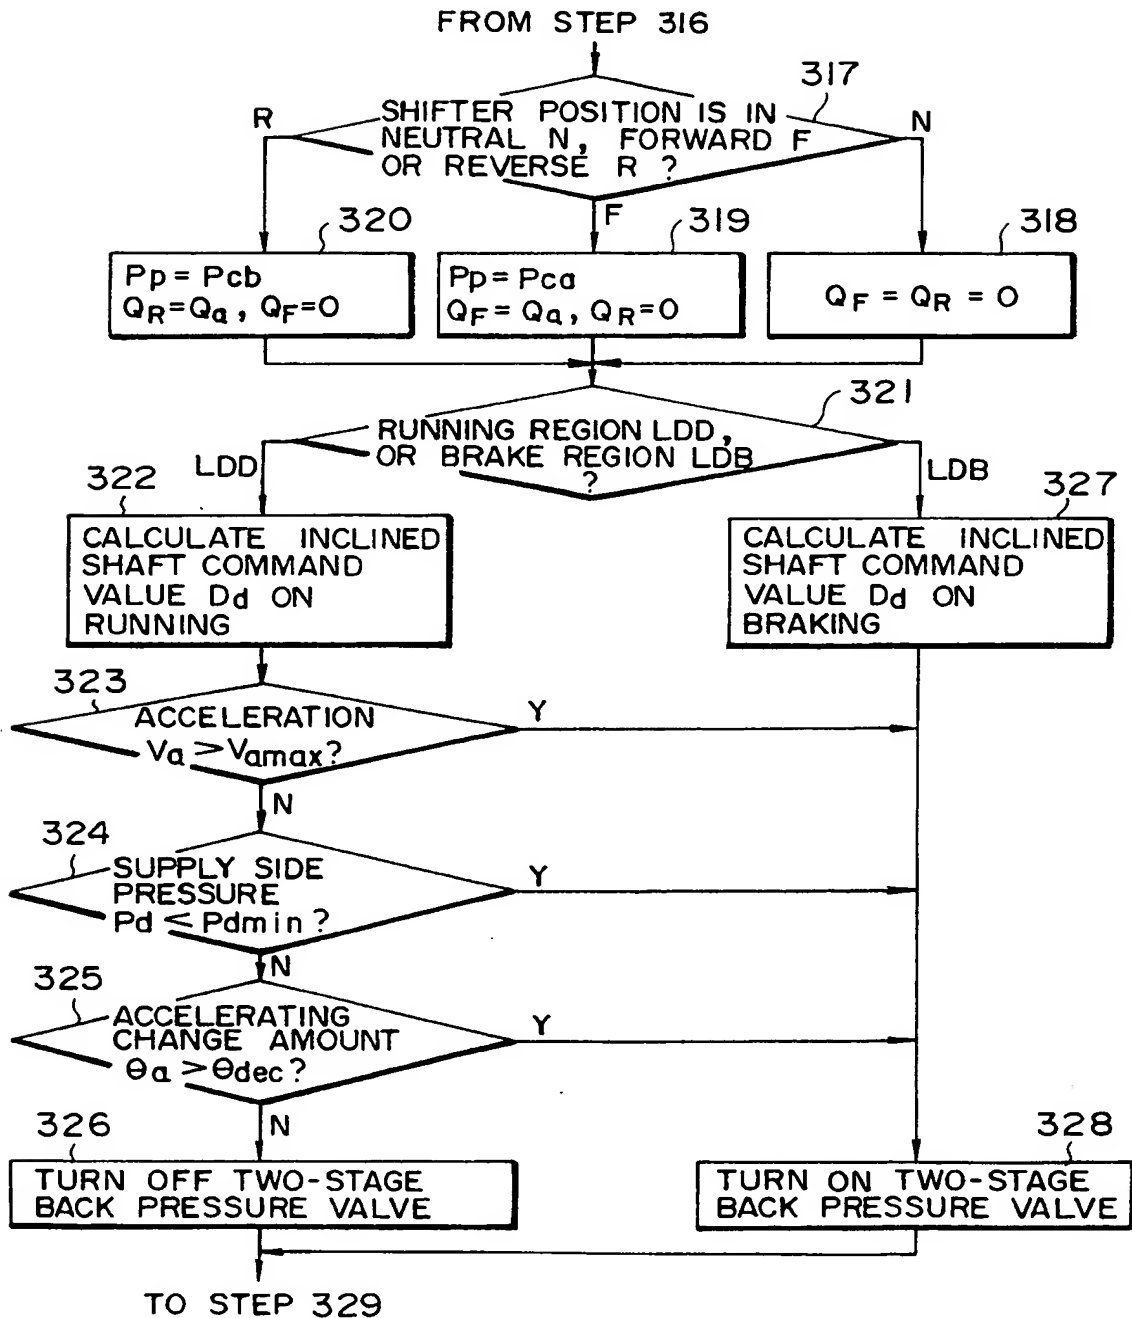 FROM STEP 316
317
SHIFTER POSITION IS IN
NEUTRAL N, FORWARD F
OR REVERSE R ?
R
N
F
320
319
318
Pp = Pcb
QR=Qa, QF=0
Pp = Pca
QF = Qa, QR=0
QF = QR = 0
321
RUNNING REGION LDD,
OR BRAKE REGION LDB
?
LDD
LDB
322
327
CALCULATE INCLINED
SHAFT COMMAND
VALUE Dd ON
RUNNING
CALCULATE INCLINED
SHAFT COMMAND
VALUE Dd ON
BRAKING
323
ACCELERATION
Va > Vamax?
Y
N
324
SUPPLY SIDE
PRESSURE
Pd < Pdmin?
Y
N
325
ACCELERATING
CHANGE AMOUNT
Θa > Θdec?
Y
N
326
328
TURN OFF TWO-STAGE
BACK PRESSURE VALVE
TURN ON TWO-STAGE
BACK PRESSURE VALVE
TO STEP 329